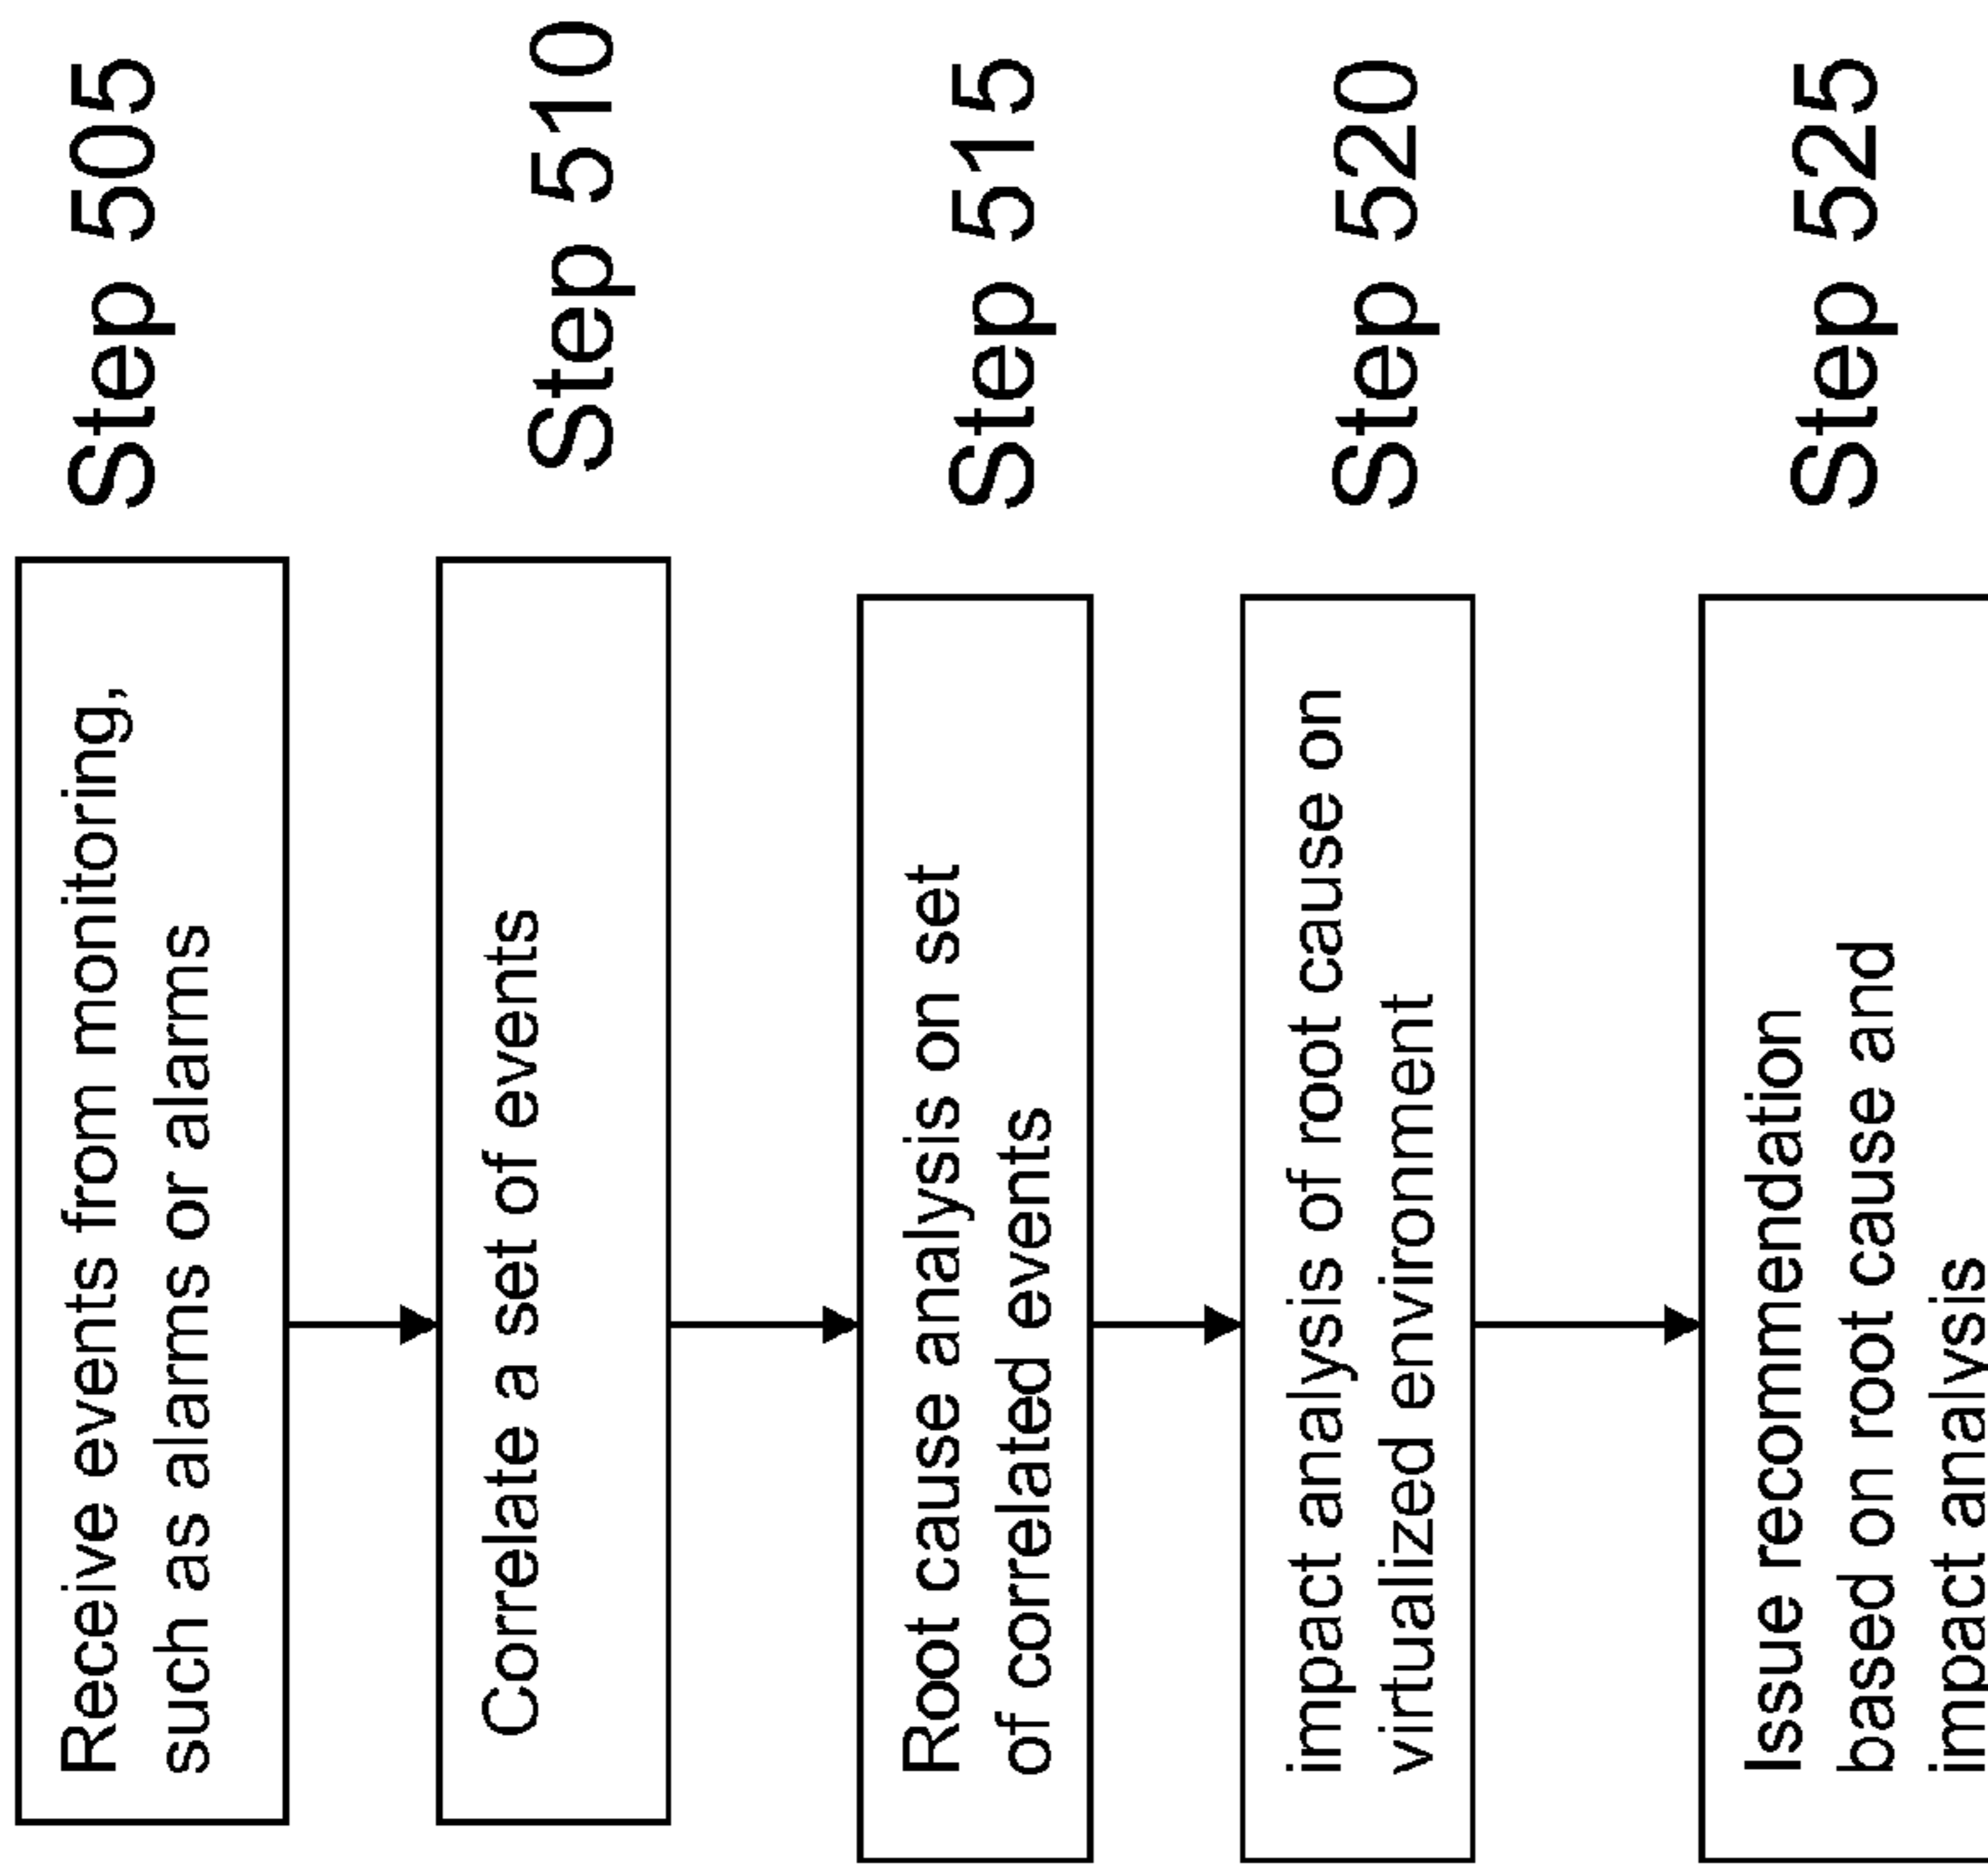 Receive events from monitoring,
such as alarms or alarms
Step 505
Correlate a set of events
Step 510
Root cause analysis on set
of correlated events
Step 515
impact analysis of root cause on
virtualized environment
Step 520
Issue recommendation
based on root cause and
impact analysis
Step 525